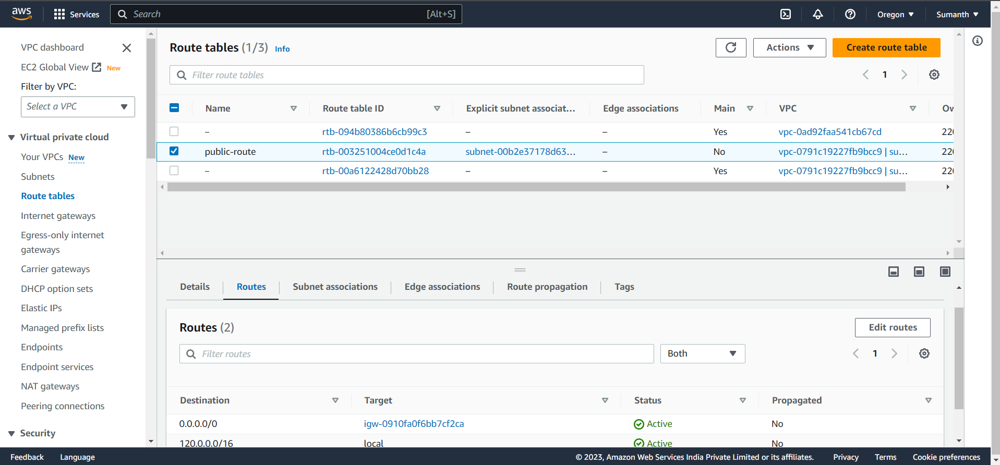 aws Services Search [Alt+S] Oregon Sumanth
VPC dashboard
EC2 Global View New
Filter by VPC:
Select a VPC
Virtual private cloud
Your VPCs New
Subnets
Route tables
Internet gateways
Egress-only internet
gateways
Carrier gateways
DHCP option sets
Elastic IPs
Managed prefix lists
Endpoints
Endpoint services
NAT gateways
Peering connections
Security
Route tables (1/3) Info
Actions
Create route table
Filter route tables
1
Name Route table ID Explicit subnet associat... Edge associations Main VPC Ow
– rtb-094b80386b6cb99c3 – – Yes vpc-0ad92faa541cb67cd 220
public-route rtb-003251004ce0d1c4a subnet-00b2e37178d63... – No vpc-0791c19227fb9bcc9 | su... 220
– rtb-00a6122428d70bb28 – – Yes vpc-0791c19227fb9bcc9 | su... 220
Details Routes Subnet associations Edge associations Route propagation Tags
Routes (2)
Edit routes
Filter routes
Both
1
Destination Target Status Propagated
0.0.0.0/0 igw-0910fa0f6bb7cf2ca Active No
120.0.0.0/16 local Active No
Feedback Language © 2023, Amazon Web Services India Private Limited or its affiliates. Privacy Terms Cookie preferences